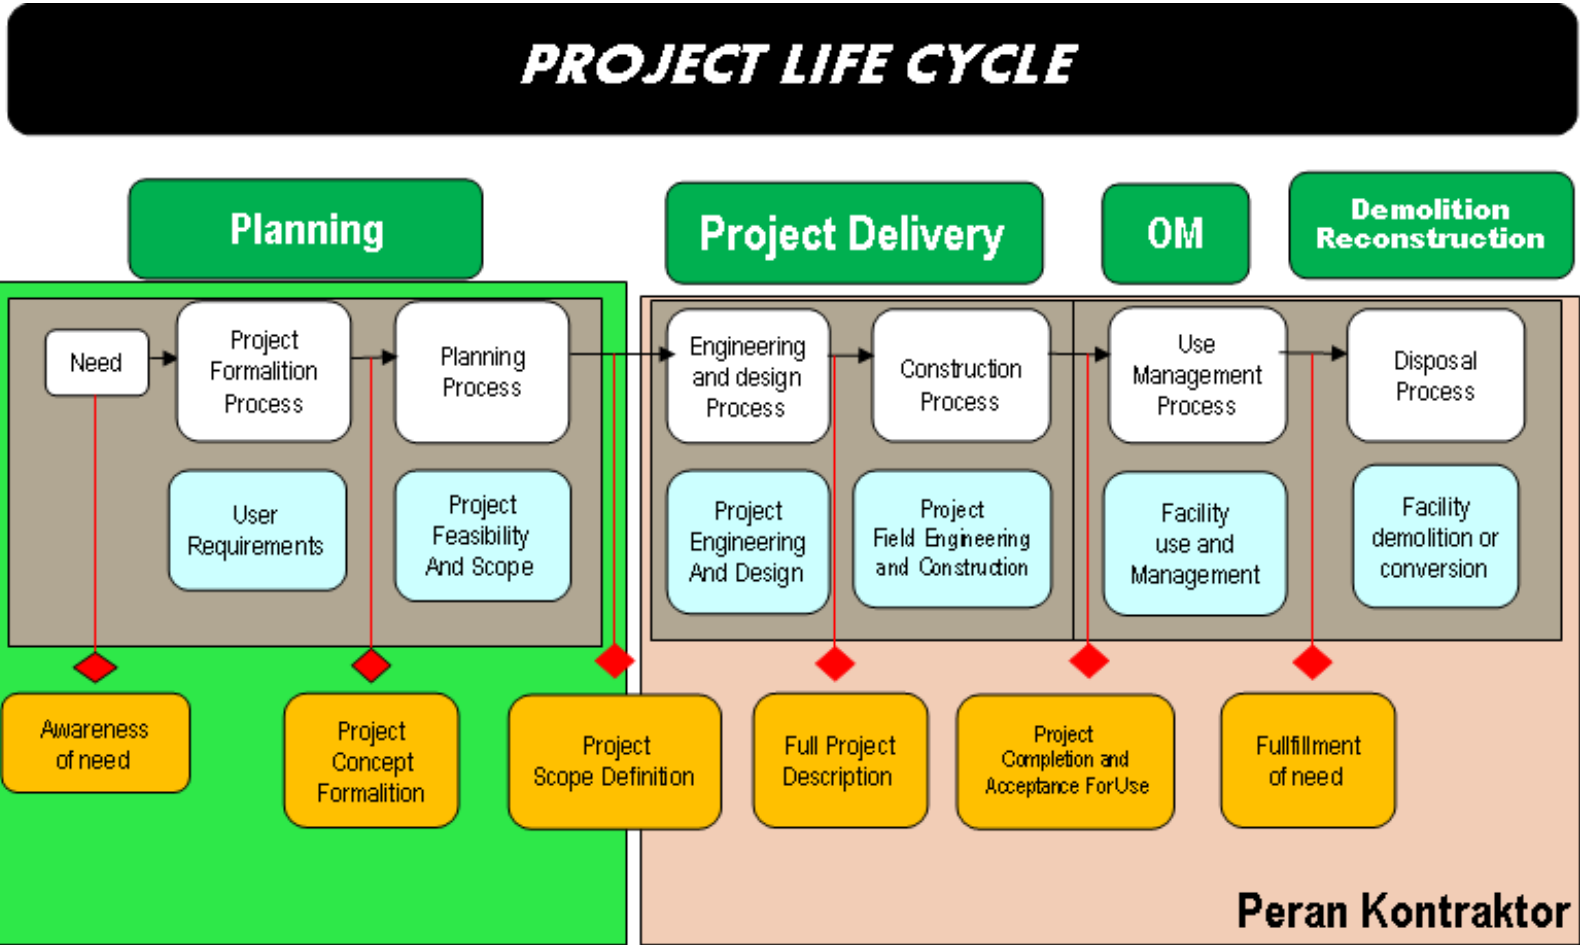 PROJECT LIFE CYCLE
Planning
Project Delivery
OM
Demolition
Reconstruction
Need
Project
Formalition
Process
Planning
Process
Engineering
and design
Process
Construction
Process
Use
Management
Process
Disposal
Process
User
Requirements
Project
Feasibility
And Scope
Project
Engineering
And Design
Project
Field Engineering
and Construction
Facility
use and
Management
Facility
demolition or
conversion
Awareness
of need
Project
Concept
Formalition
Project
Scope Definition
Full Project
Description
Project
Completion and
Acceptance ForUse
Fullfillment
of need
Peran Kontraktor